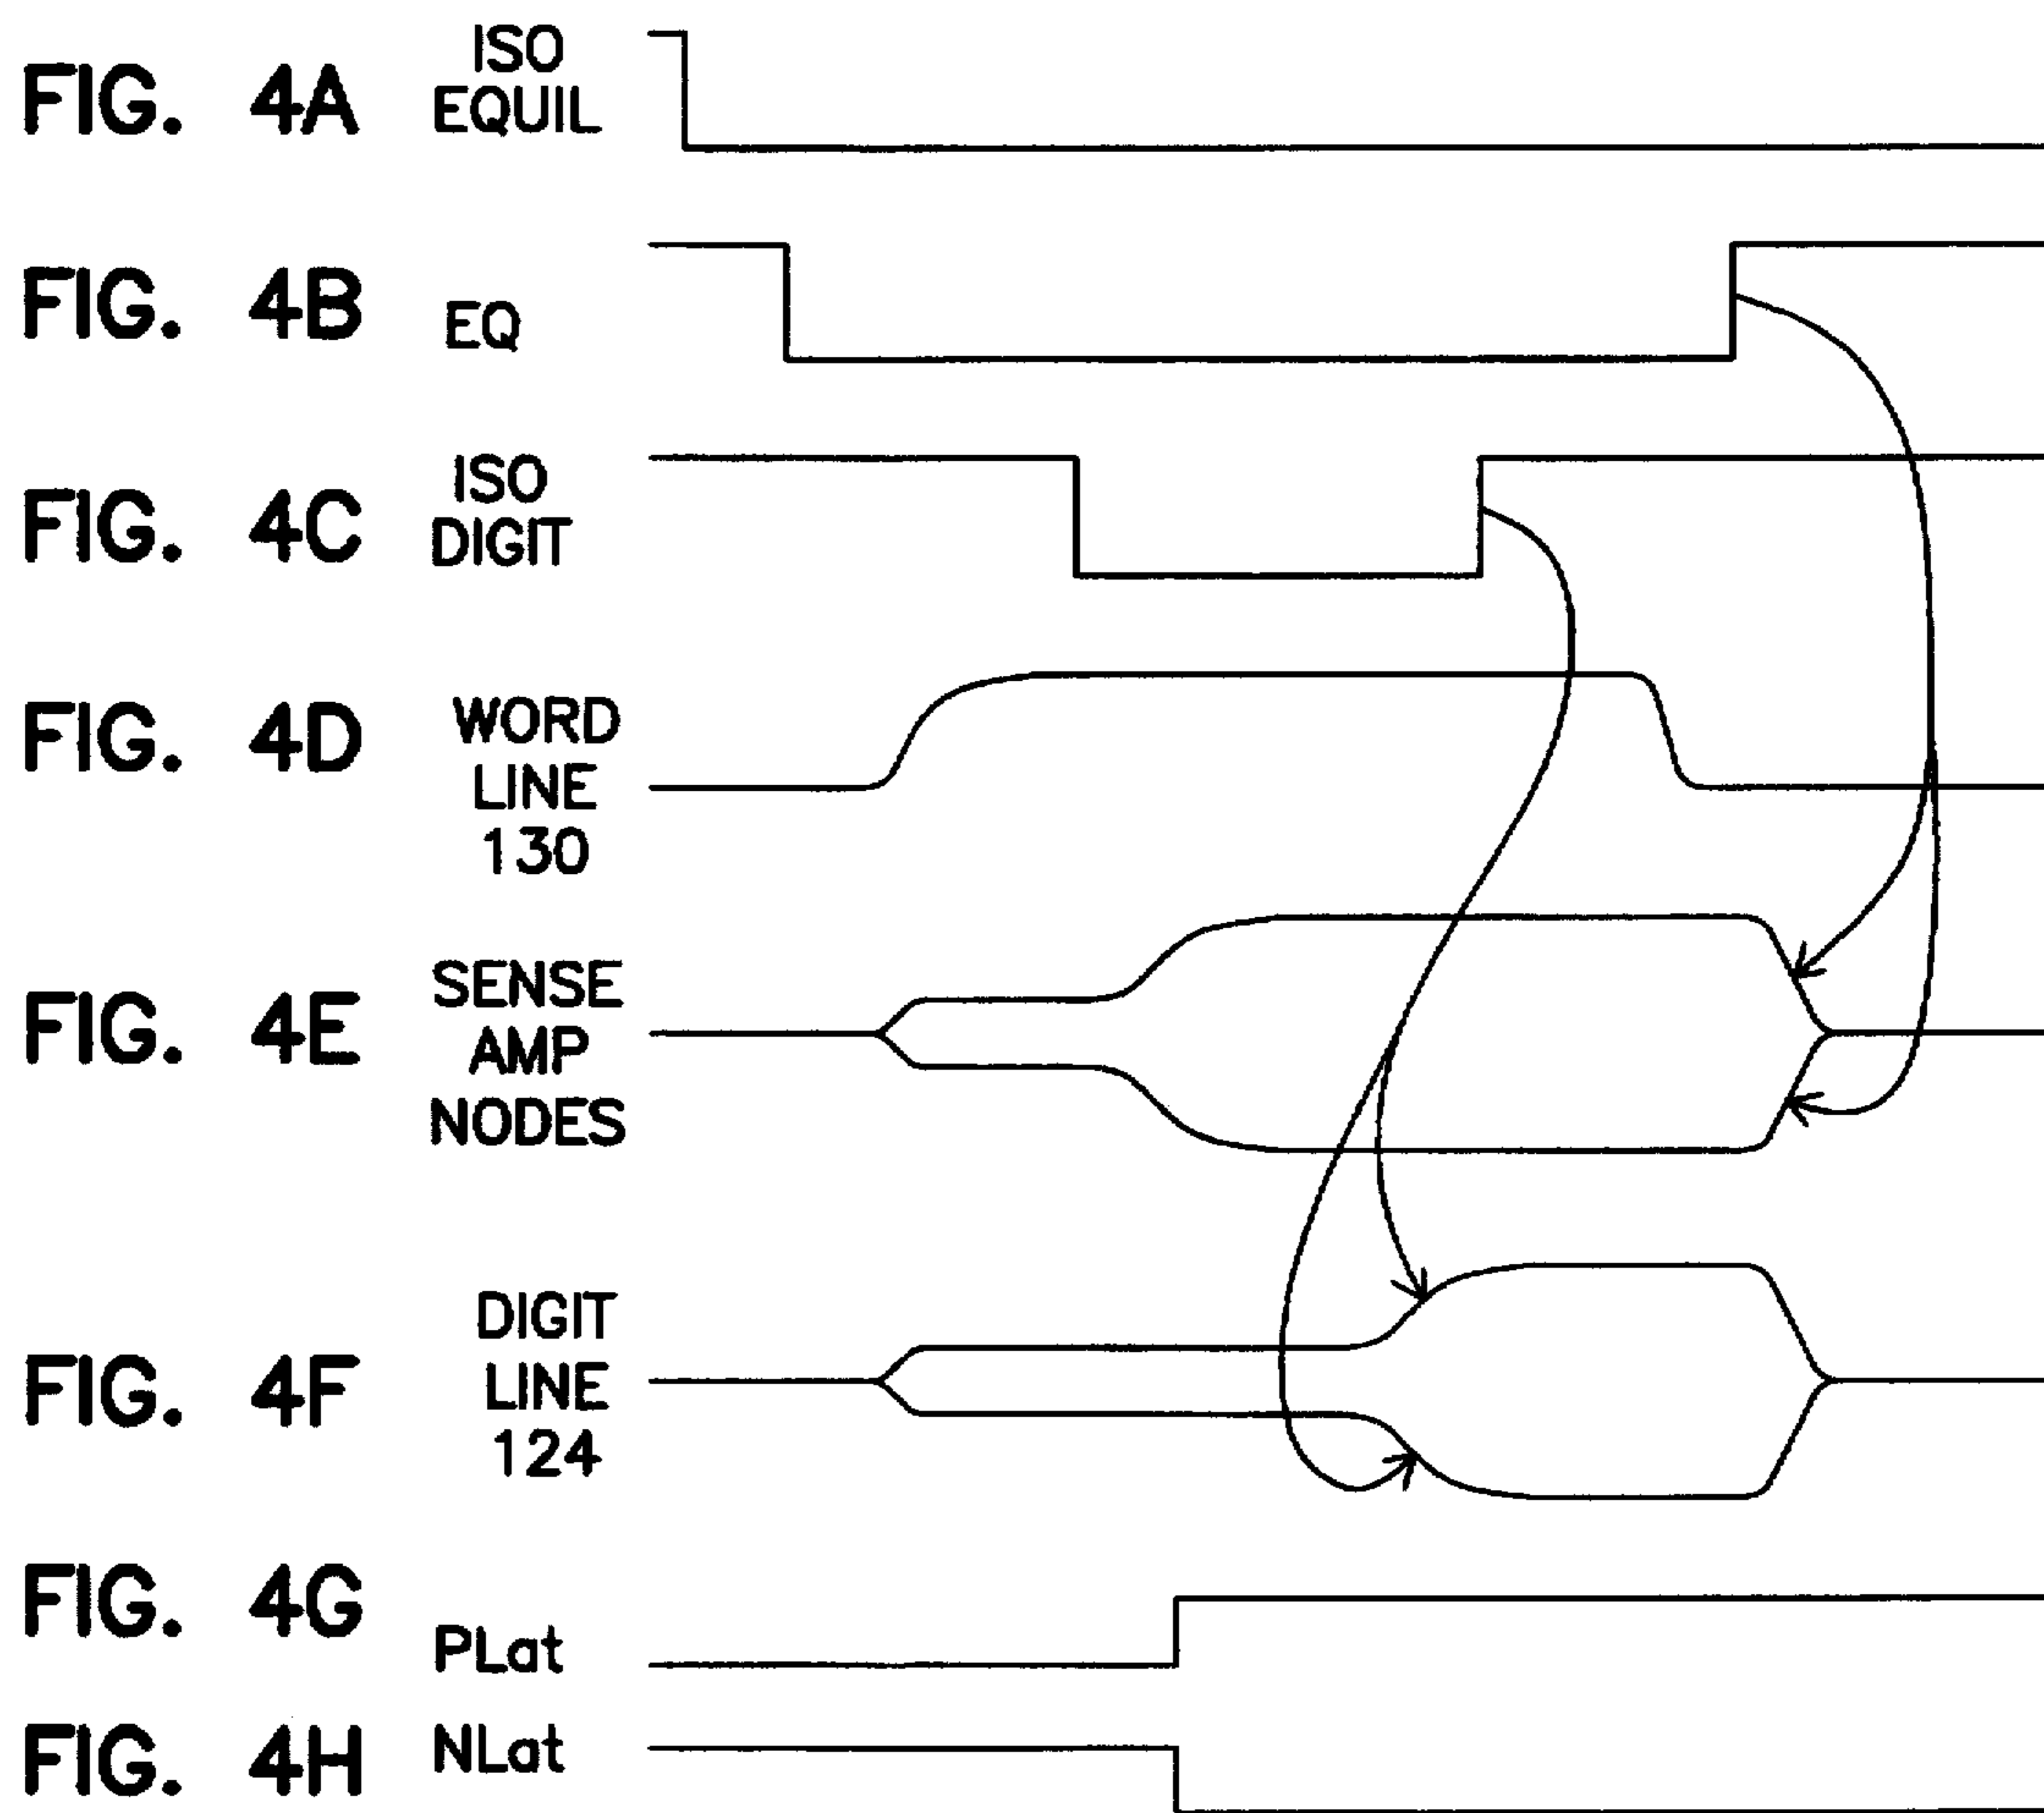 FIG. 4A
ISO
EQUIL
FIG. 4B
EQ
FIG. 4C
ISO
DIGIT
FIG. 4D
WORD
LINE
130
FIG. 4E
SENSE
AMP
NODES
FIG. 4F
DIGIT
LINE
124
FIG. 4G
PLat
FIG. 4H
NLat